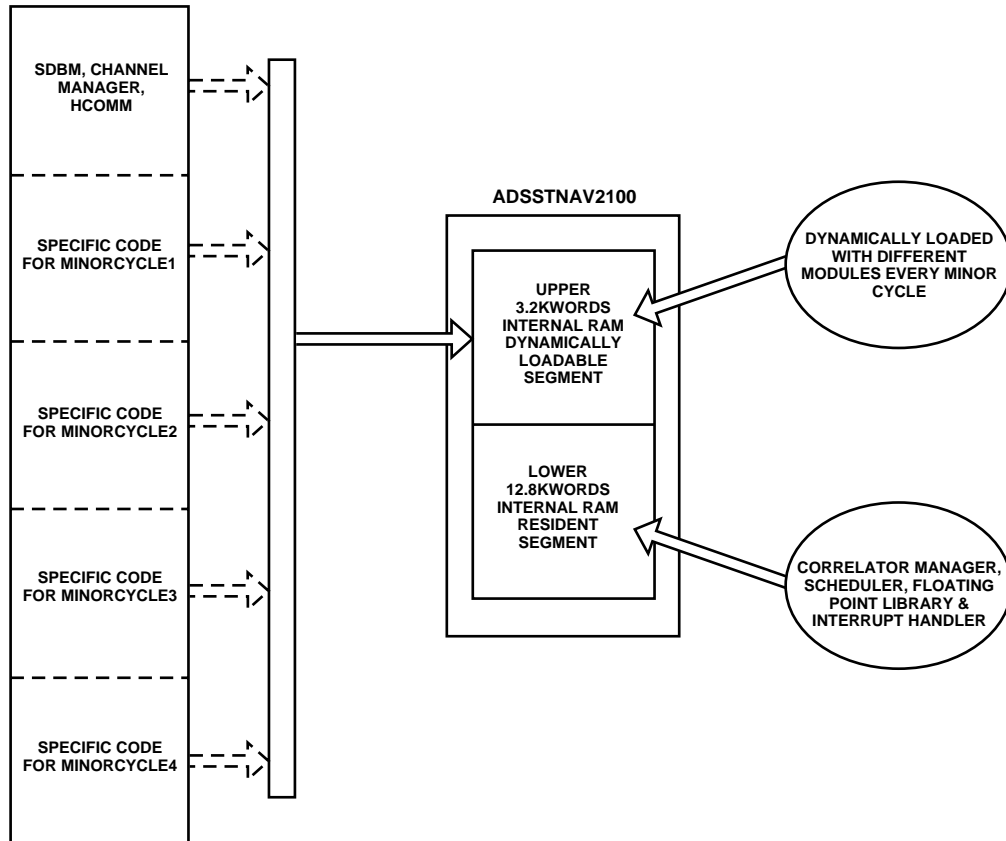 SDBM, CHANNEL
MANAGER,
HCOMM
SPECIFIC CODE
FOR MINORCYCLE1
SPECIFIC CODE
FOR MINORCYCLE2
SPECIFIC CODE
FOR MINORCYCLE3
SPECIFIC CODE
FOR MINORCYCLE4
ADSSTNAV2100
UPPER
3.2KWORDS
INTERNAL RAM
DYNAMICALLY
LOADABLE
SEGMENT
LOWER
12.8KWORDS
INTERNAL RAM
RESIDENT
SEGMENT
DYNAMICALLY LOADED
WITH DIFFERENT
MODULES EVERY MINOR
CYCLE
CORRELATOR MANAGER,
SCHEDULER, FLOATING
POINT LIBRARY &
INTERRUPT HANDLER